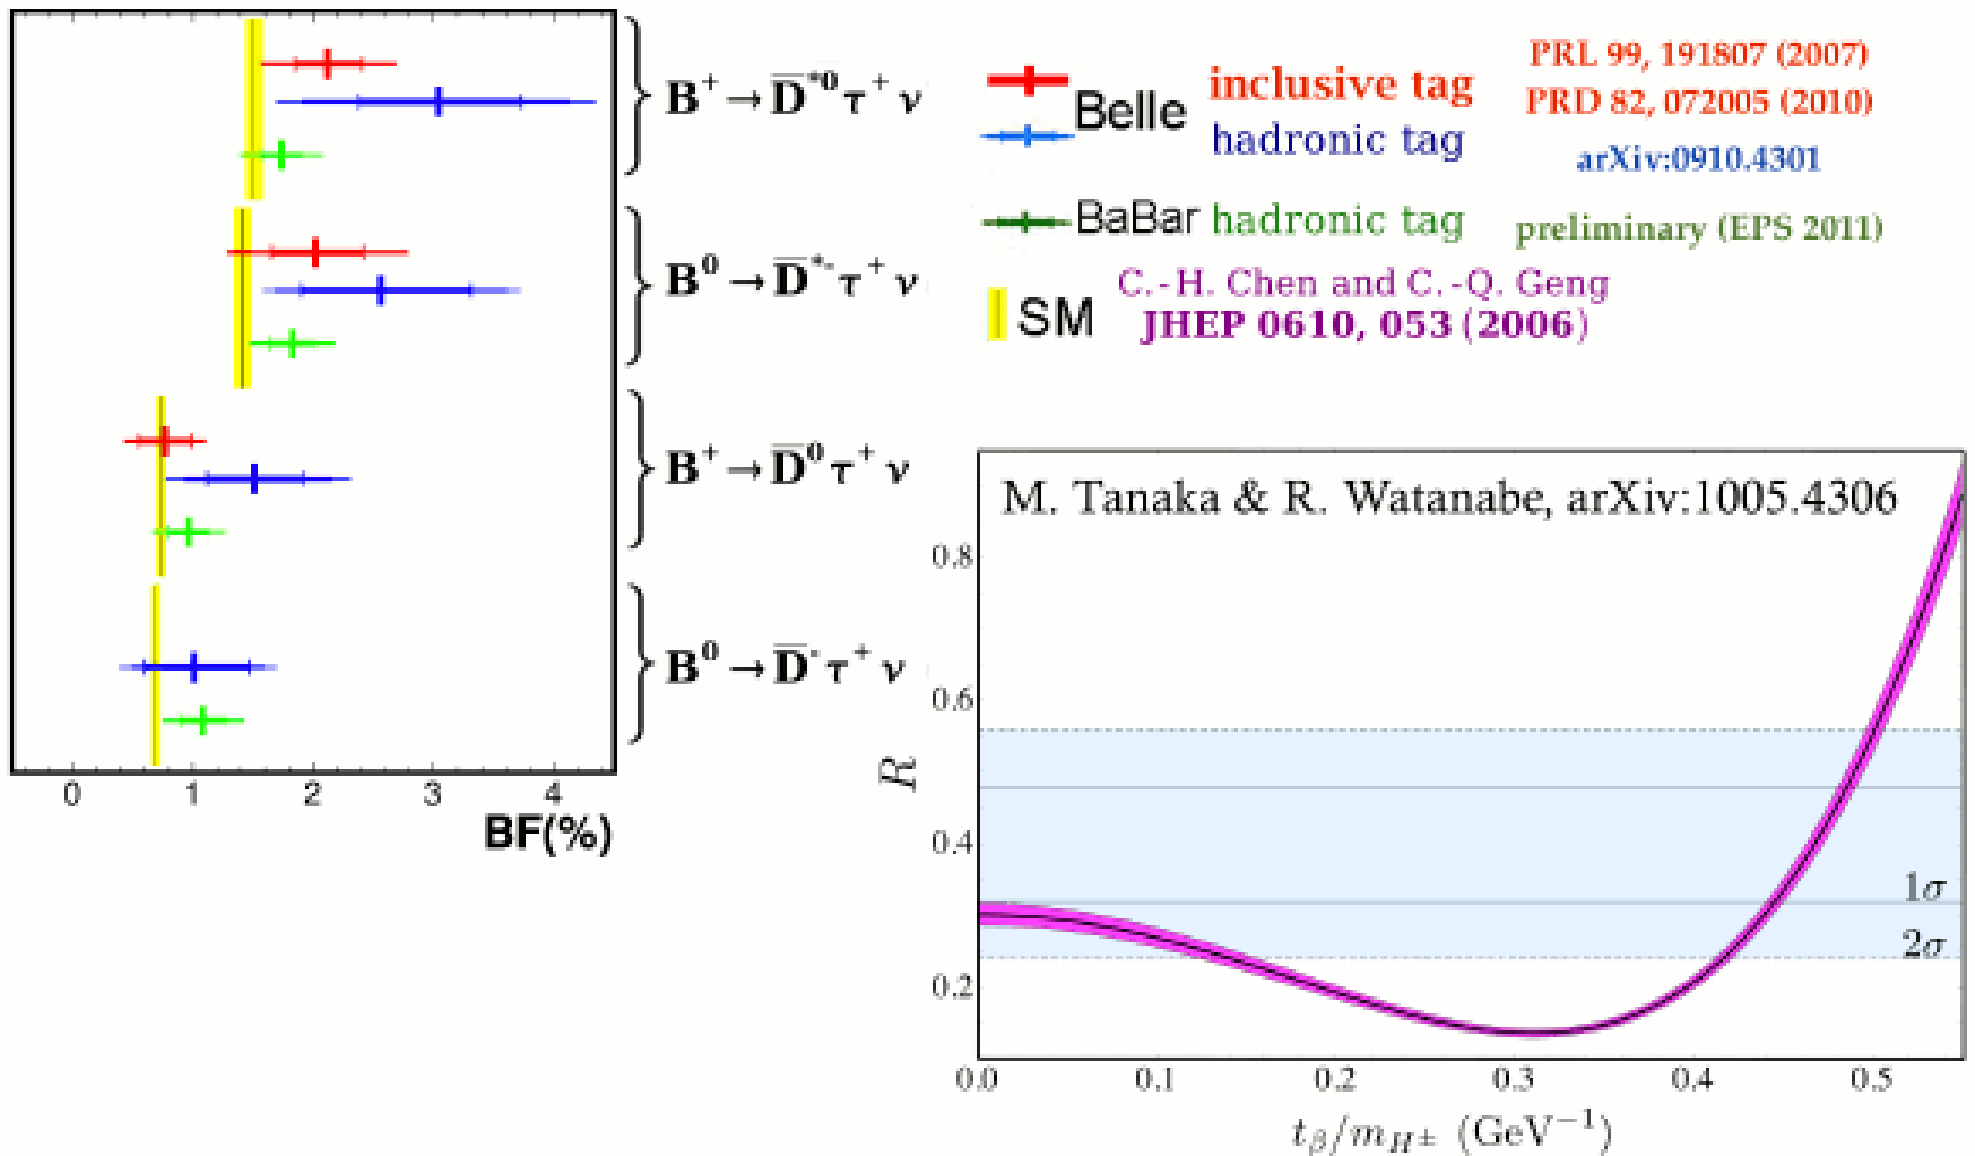 B⁺ → D̅*⁰ τ⁺ ν
B⁰ → D̅*⁻ τ⁺ ν
B⁺ → D̅⁰ τ⁺ ν
B⁰ → D̅⁻ τ⁺ ν
0 1 2 3 4
BF(%)
Belle
inclusive tag
PRL 99, 191807 (2007)
PRD 82, 072005 (2010)
hadronic tag
arXiv:0910.4301
BaBar hadronic tag preliminary (EPS 2011)
SM
C.-H. Chen and C.-Q. Geng
JHEP 0610, 053 (2006)
M. Tanaka & R. Watanabe, arXiv:1005.4306
0.8
0.6
R
0.4
1σ
2σ
0.2
0.0 0.1 0.2 0.3 0.4 0.5
t_β/m_H± (GeV⁻¹)